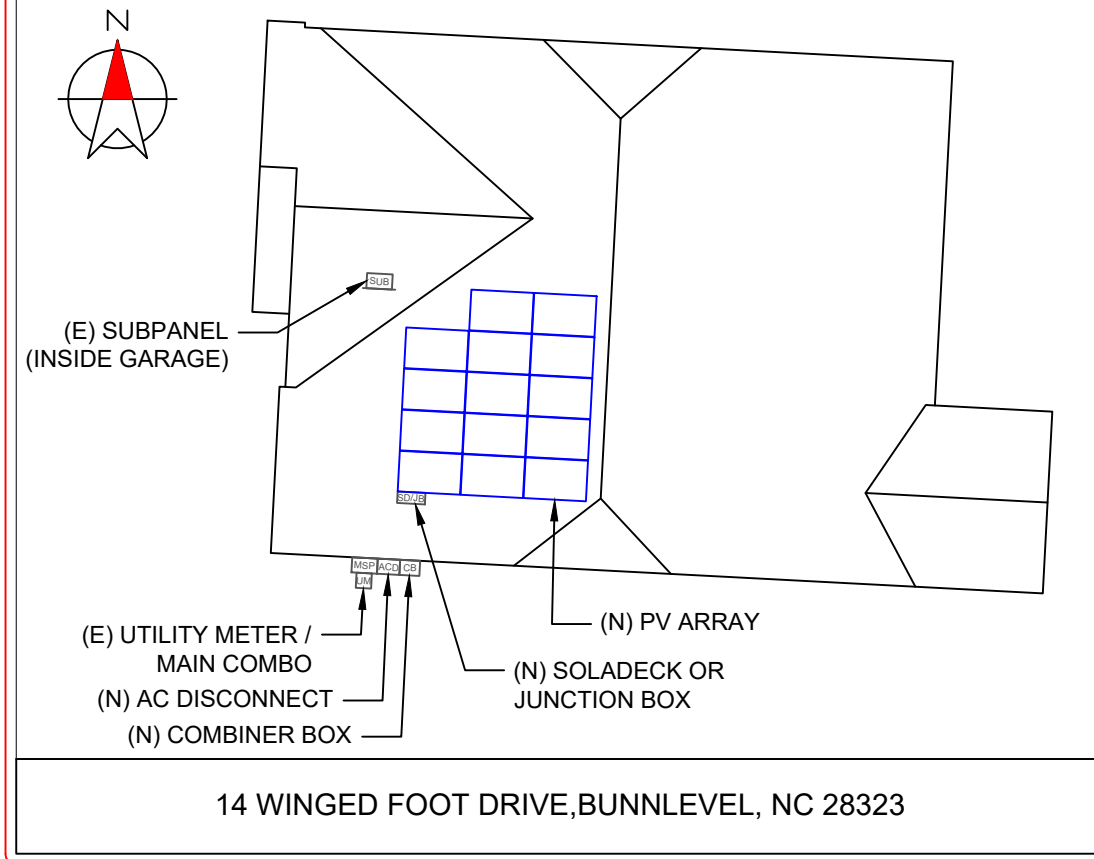 N
SUB
(E) SUBPANEL
(INSIDE GARAGE)
SD/JB
MSP ACD CB
UM
(E) UTILITY METER /
MAIN COMBO
(N) AC DISCONNECT
(N) COMBINER BOX
(N) PV ARRAY
(N) SOLADECK OR
JUNCTION BOX
14 WINGED FOOT DRIVE,BUNNLEVEL, NC 28323